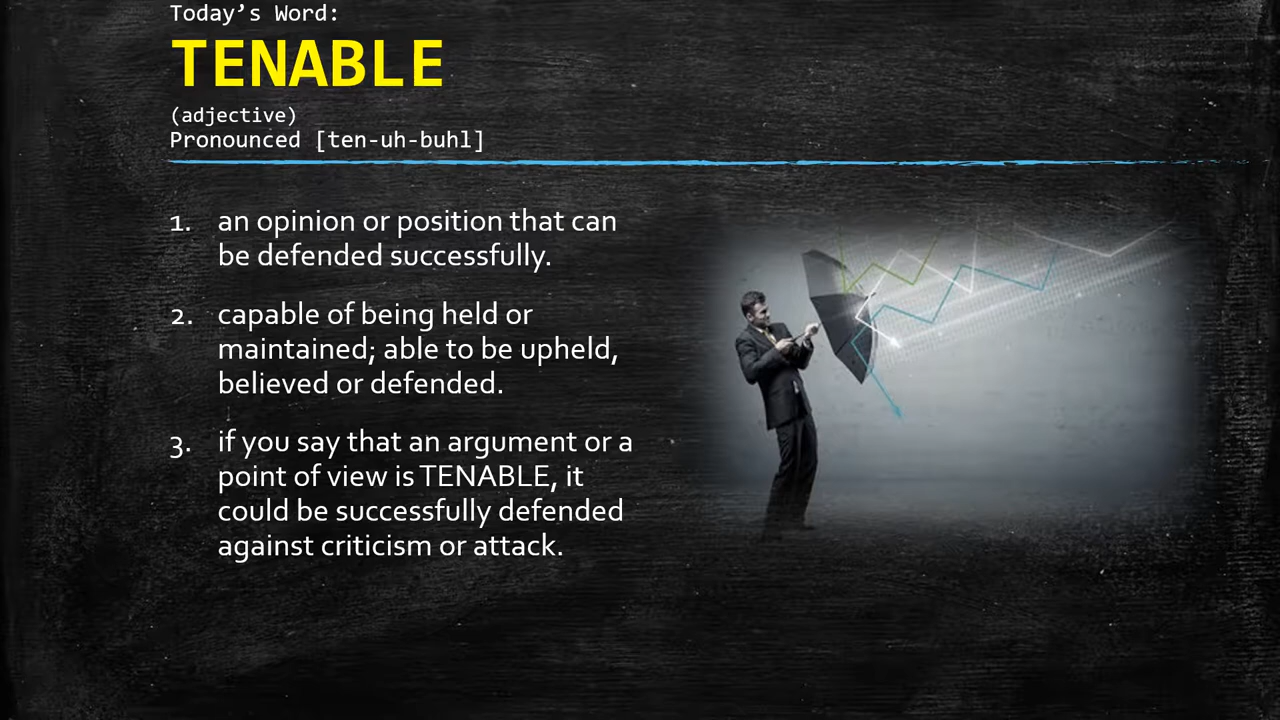 Today’s Word:
TENABLE
(adjective)
Pronounced [ten-uh-buhl]
1. an opinion or position that can
be defended successfully.
2. capable of being held or
maintained; able to be upheld,
believed or defended.
3. if you say that an argument or a
point of view is TENABLE, it
could be successfully defended
against criticism or attack.